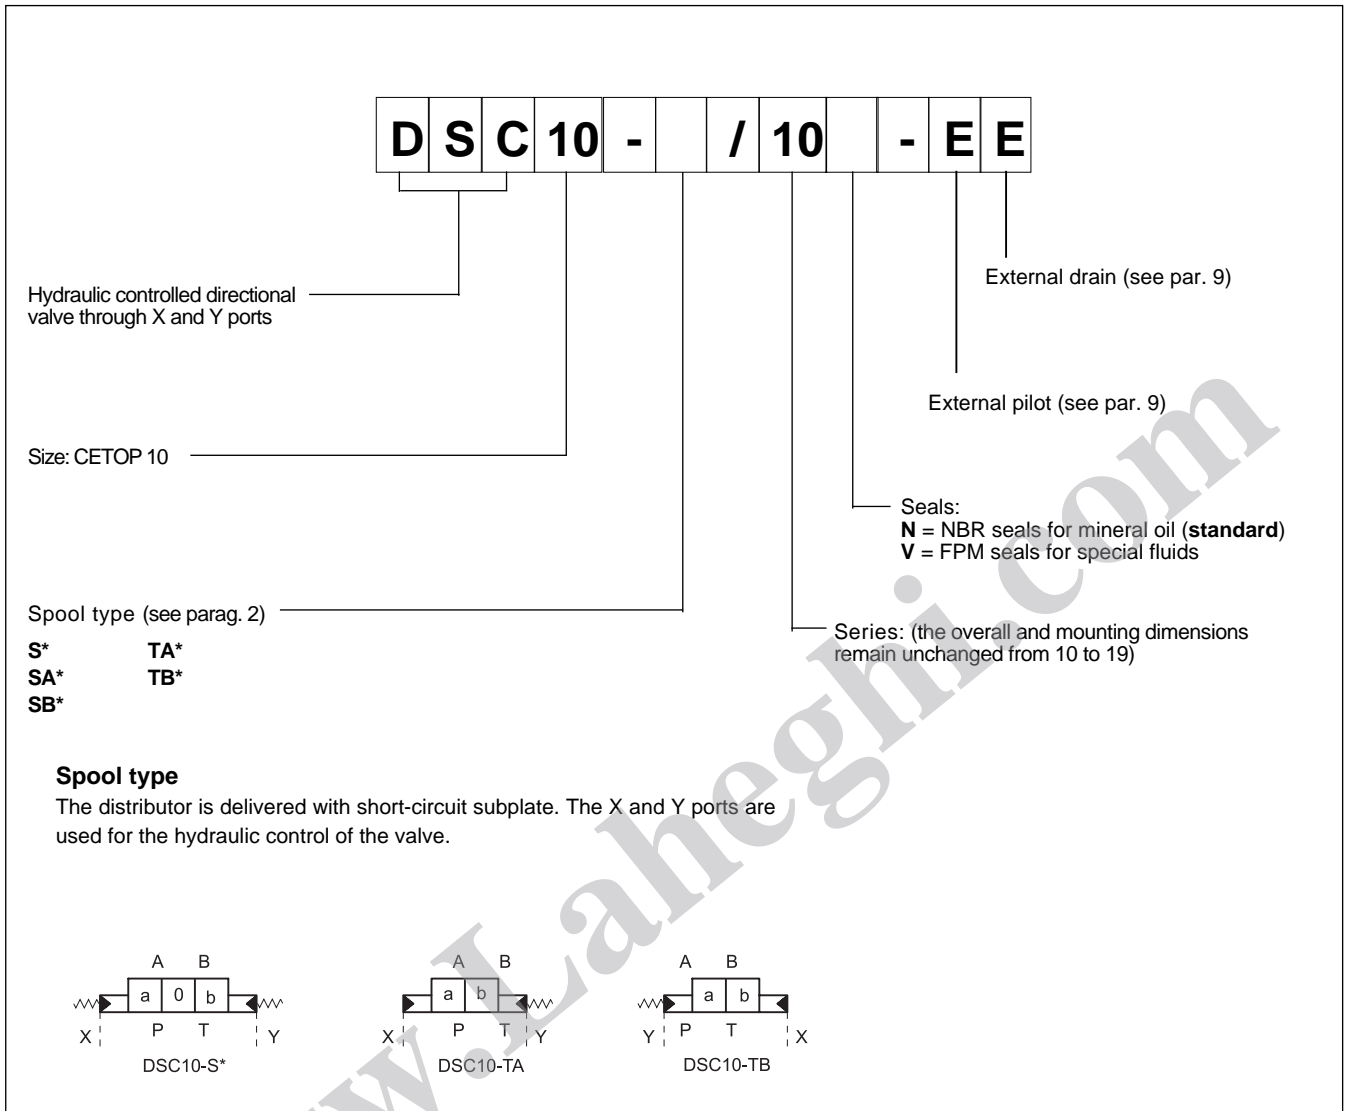 D S C 10 - / 10 - E E
External drain (see par. 9)
Hydraulic controlled directional
valve through X and Y ports
External pilot (see par. 9)
Size: CETOP 10
Seals:
N = NBR seals for mineral oil (standard)
V = FPM seals for special fluids
Spool type (see parag. 2)
S* TA*
SA* TB*
SB*
Series: (the overall and mounting dimensions
remain unchanged from 10 to 19)
Spool type
The distributor is delivered with short-circuit subplate. The X and Y ports are
used for the hydraulic control of the valve.
A B
a 0 b
X P T Y
DSC10-S*
A B
a b
X P T Y
DSC10-TA
A B
a b
Y P T X
DSC10-TB
www.Laheghi.com